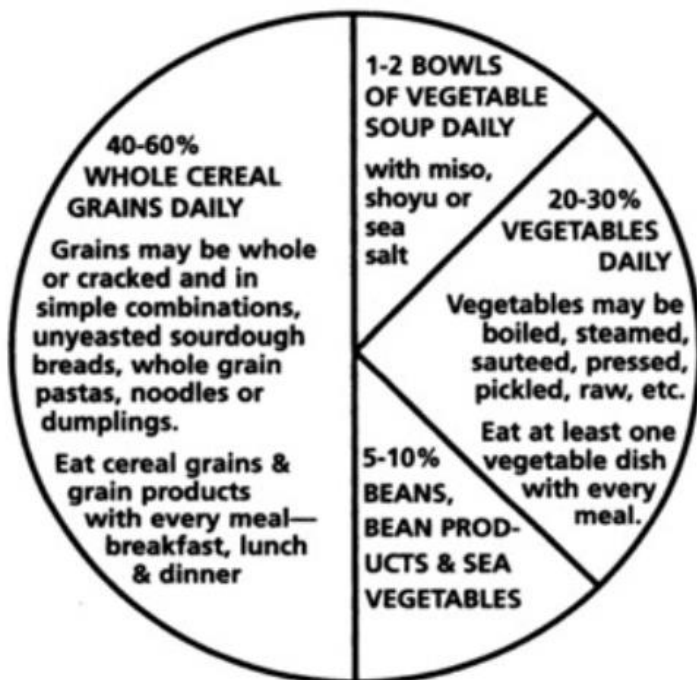 40-60%
WHOLE CEREAL
GRAINS DAILY
Grains may be whole
or cracked and in
simple combinations,
unyeasted sourdough
breads, whole grain
pastas, noodles or
dumplings.
Eat cereal grains &
grain products
with every meal—
breakfast, lunch
& dinner
1-2 BOWLS
OF VEGETABLE
SOUP DAILY
with miso,
shoyu or
sea
salt
20-30%
VEGETABLES
DAILY
Vegetables may be
boiled, steamed,
sauteed, pressed,
pickled, raw, etc.
Eat at least one
vegetable dish
with every
meal.
5-10%
BEANS,
BEAN PROD-
UCTS & SEA
VEGETABLES